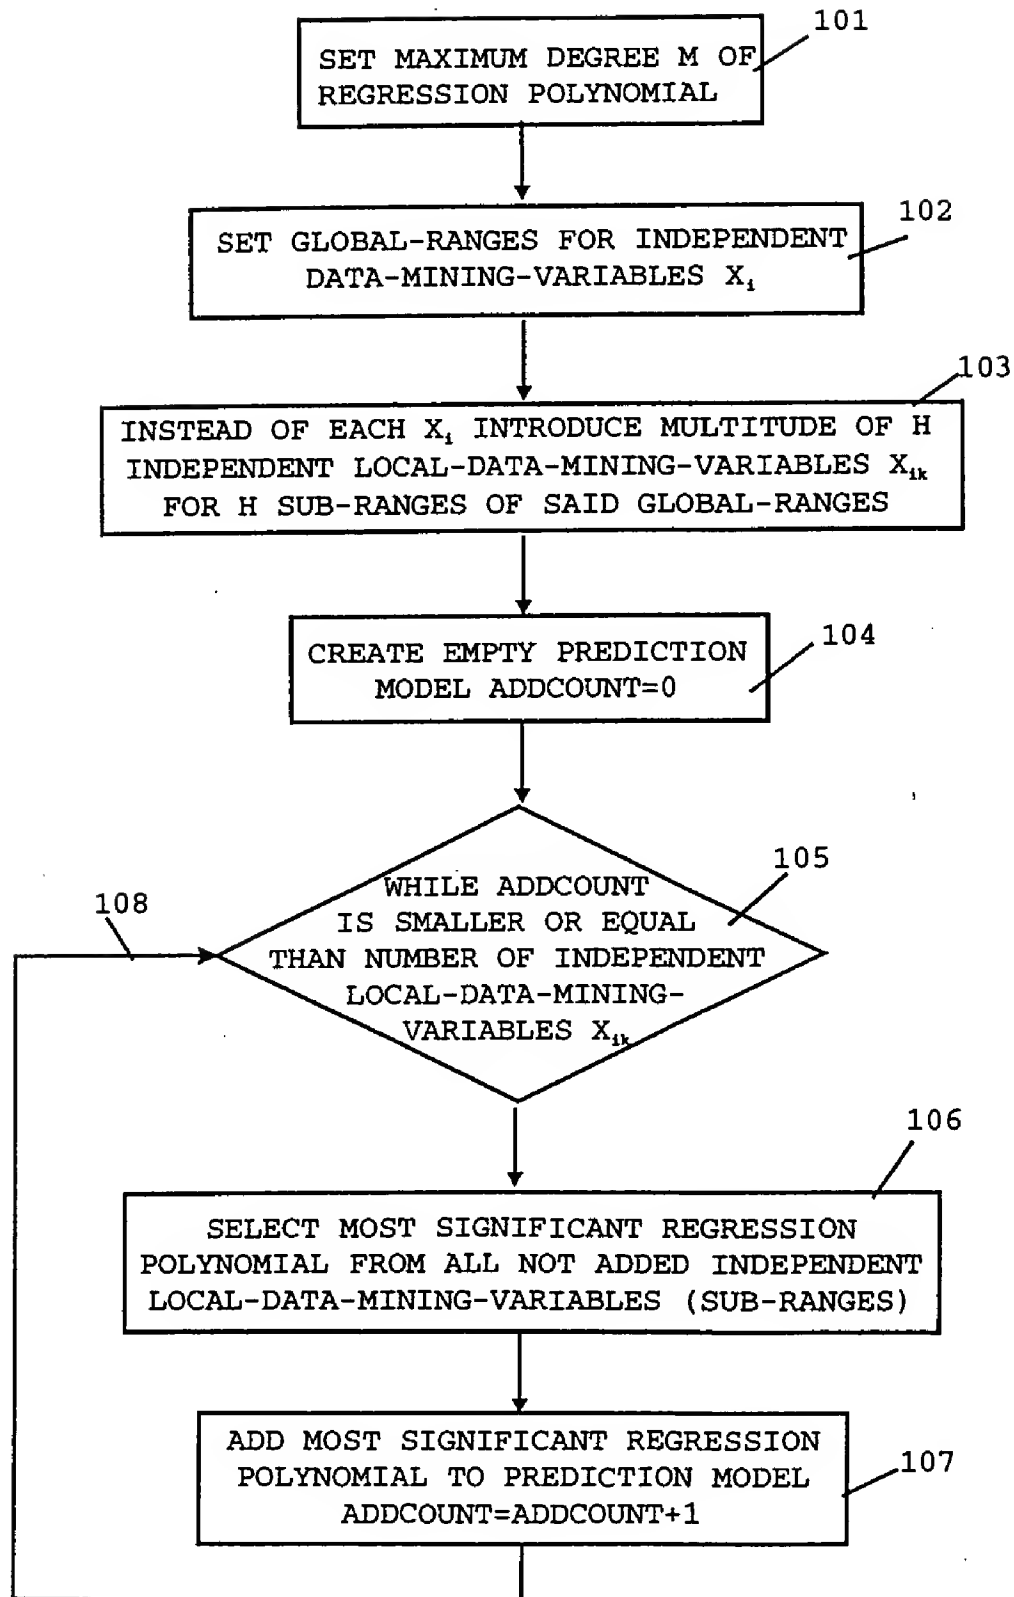 101
SET MAXIMUM DEGREE M OF
REGRESSION POLYNOMIAL
102
SET GLOBAL-RANGES FOR INDEPENDENT
DATA-MINING-VARIABLES Xi
103
INSTEAD OF EACH Xi INTRODUCE MULTITUDE OF H
INDEPENDENT LOCAL-DATA-MINING-VARIABLES Xik
FOR H SUB-RANGES OF SAID GLOBAL-RANGES
104
CREATE EMPTY PREDICTION
MODEL ADDCOUNT=0
105
108
WHILE ADDCOUNT
IS SMALLER OR EQUAL
THAN NUMBER OF INDEPENDENT
LOCAL-DATA-MINING-
VARIABLES Xik
106
SELECT MOST SIGNIFICANT REGRESSION
POLYNOMIAL FROM ALL NOT ADDED INDEPENDENT
LOCAL-DATA-MINING-VARIABLES (SUB-RANGES)
ADD MOST SIGNIFICANT REGRESSION
POLYNOMIAL TO PREDICTION MODEL
ADDCOUNT=ADDCOUNT+1
107